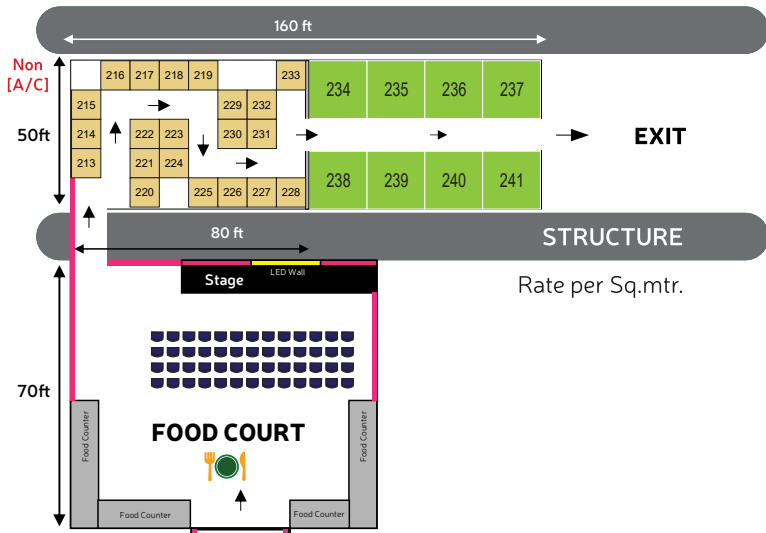 160 ft
Non
[A/C]
216 217 218 219 233
234 235 236 237
215 229 232
50ft
214 222 223 230 231
EXIT
213 221 224
220 225 226 227 228
238 239 240 241
80 ft
STRUCTURE
LED Wall
Stage
Rate per Sq.mtr.
70ft
FOOD COURT
Food Counter
Food Counter
Food Counter
Food Counter